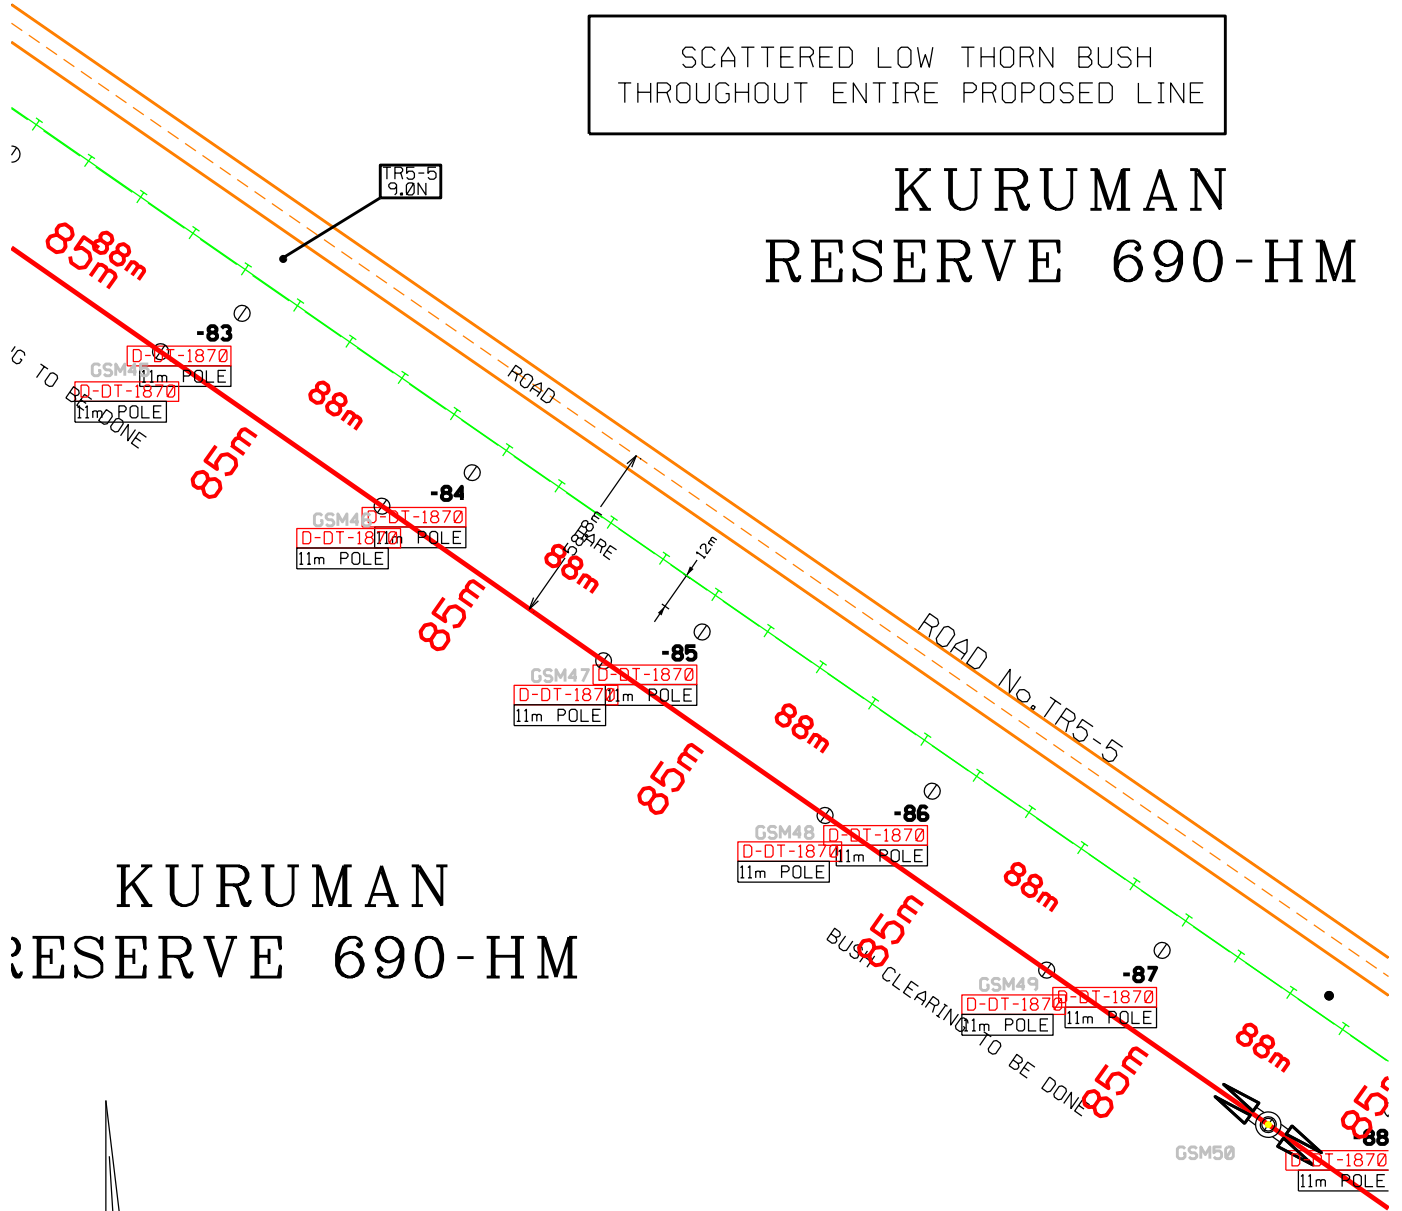 SCATTERED LOW THORN BUSH
THROUGHOUT ENTIRE PROPOSED LINE
TR5-5
9.0N
KURUMAN
RESERVE 690-HM
85m
88m
-83
D-DT-1870
11m POLE
D-DT-1870
11m POLE
TO BE DONE
85m
88m
ROAD
-84
GSM46
D-DT-1870
11m POLE
D-DT-1870
11m POLE
85m
88m
12m
-85
GSM47
D-DT-1870
11m POLE
D-DT-1870
11m POLE
ROAD No. TR5-5
85m
88m
-86
GSM48
D-DT-1870
11m POLE
D-DT-1870
11m POLE
KURUMAN
RESERVE 690-HM
85m
88m
BUSH CLEARING TO BE DONE
-87
GSM49
D-DT-1870
11m POLE
D-DT-1870
11m POLE
85m
88m
85m
-88
GSM50
D-DT-1870
11m POLE